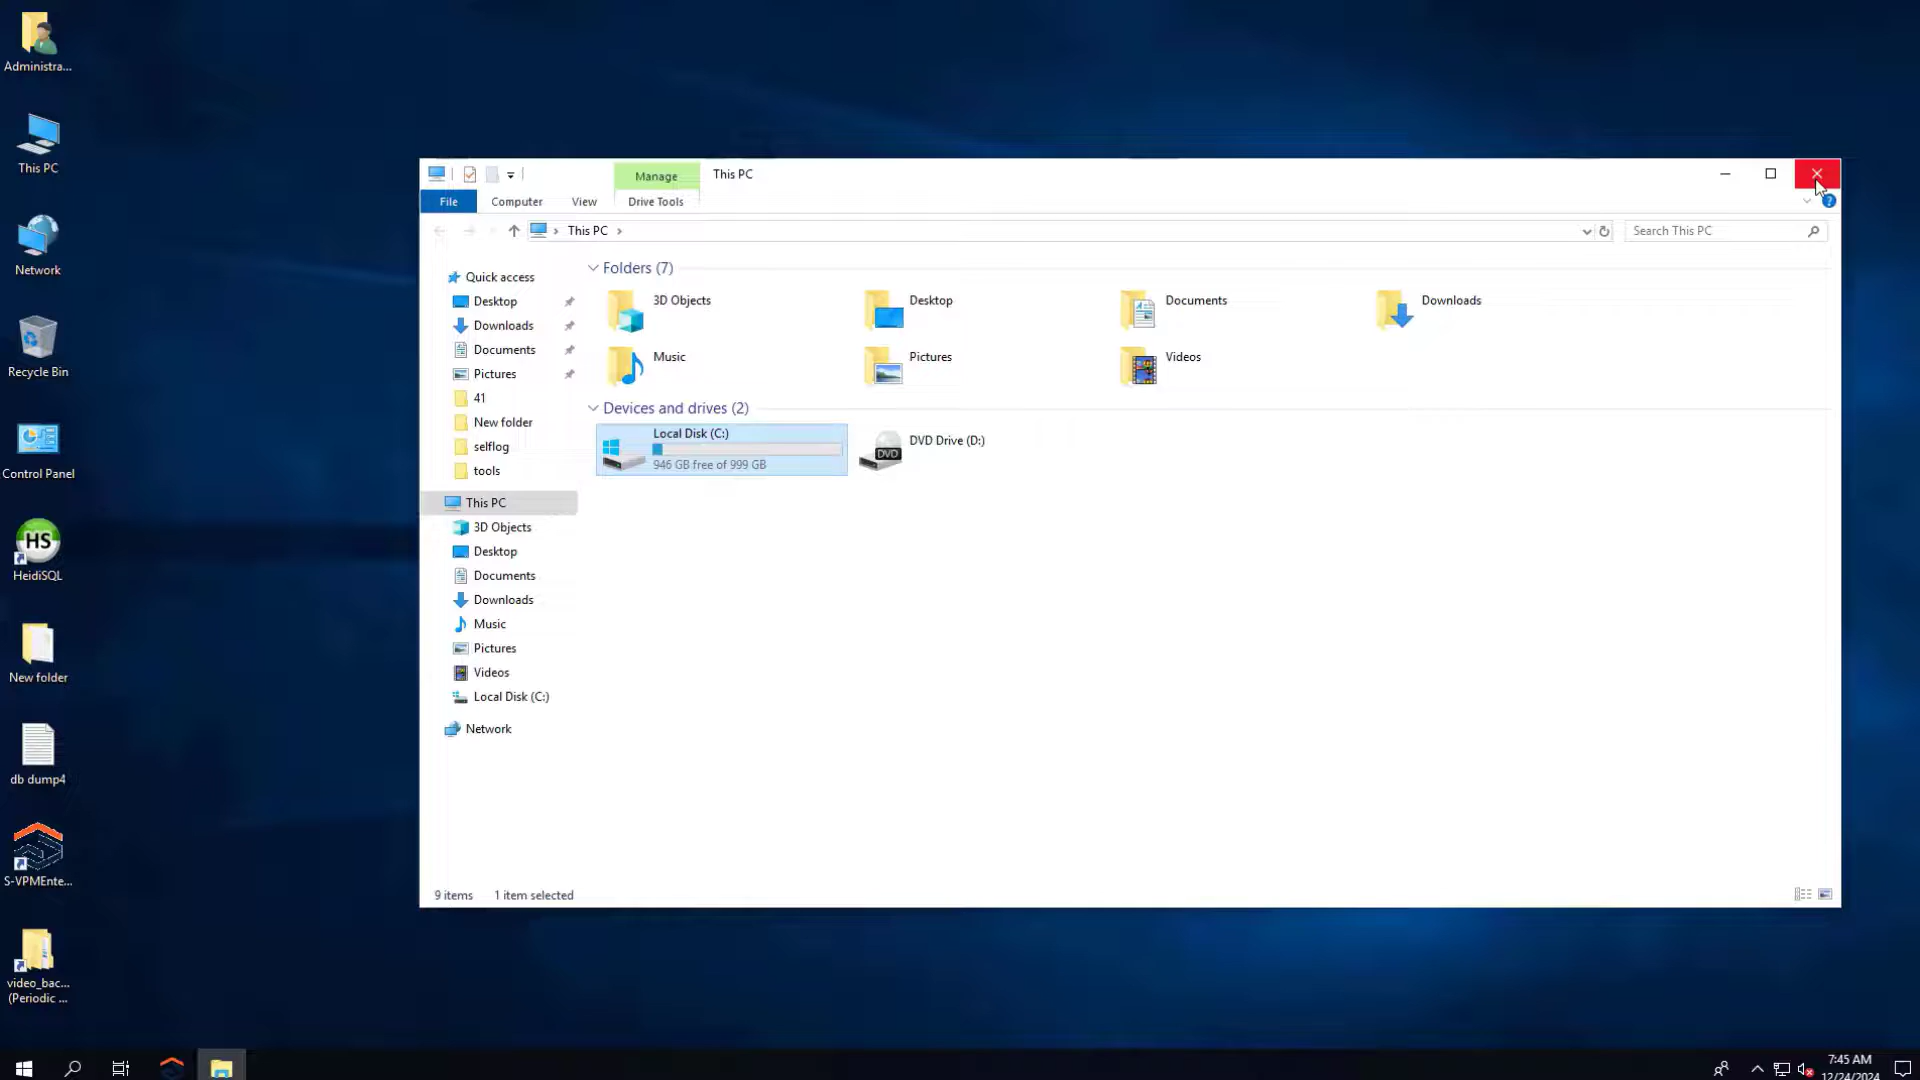 Administra...
This PC
Network
Recycle Bin
Control Panel
HS
HeidiSQL
New folder
db dump4
S-VPMEnte...
video_bac...
(Periodic ...
Manage
This PC
File
Computer
View
Drive Tools
?
This PC
Search This PC
Quick access
Desktop
Downloads
Documents
Pictures
41
New folder
selflog
tools
This PC
3D Objects
Desktop
Documents
Downloads
Music
Pictures
Videos
Local Disk (C:)
Network
Folders (7)
3D Objects
Desktop
Documents
Downloads
Music
Pictures
Videos
Devices and drives (2)
Local Disk (C:)
946 GB free of 999 GB
DVD
DVD Drive (D:)
9 items
1 item selected
7:45 AM
12/24/2024